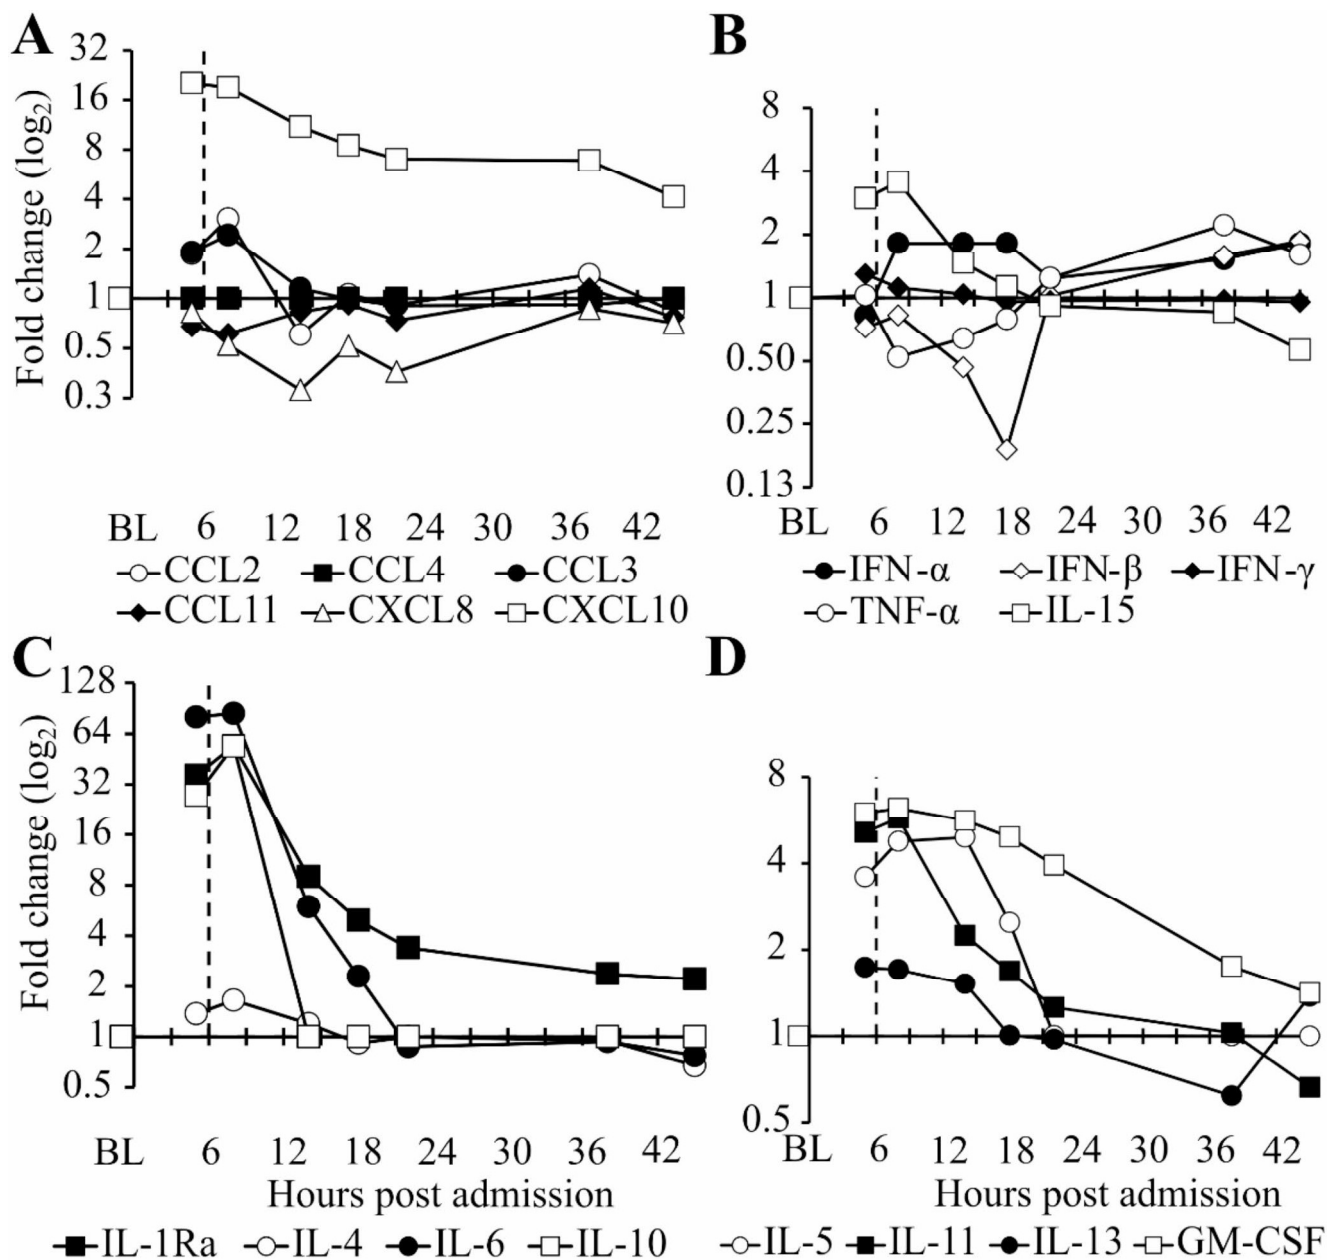 A
Fold change (log2)
32
16
8
4
2
1
0.5
0.3
BL 6 12 18 24 30 36 42
CCL2 CCL4 CCL3
CCL11 CXCL8 CXCL10
B
8
4
2
1
0.50
0.25
0.13
BL 6 12 18 24 30 36 42
IFN-α IFN-β IFN-γ
TNF-α IL-15
C
Fold change (log2)
128
64
32
16
8
4
2
1
0.5
BL 6 12 18 24 30 36 42
Hours post admission
IL-1Ra IL-4 IL-6 IL-10
D
8
4
2
1
0.5
BL 6 12 18 24 30 36 42
Hours post admission
IL-5 IL-11 IL-13 GM-CSF